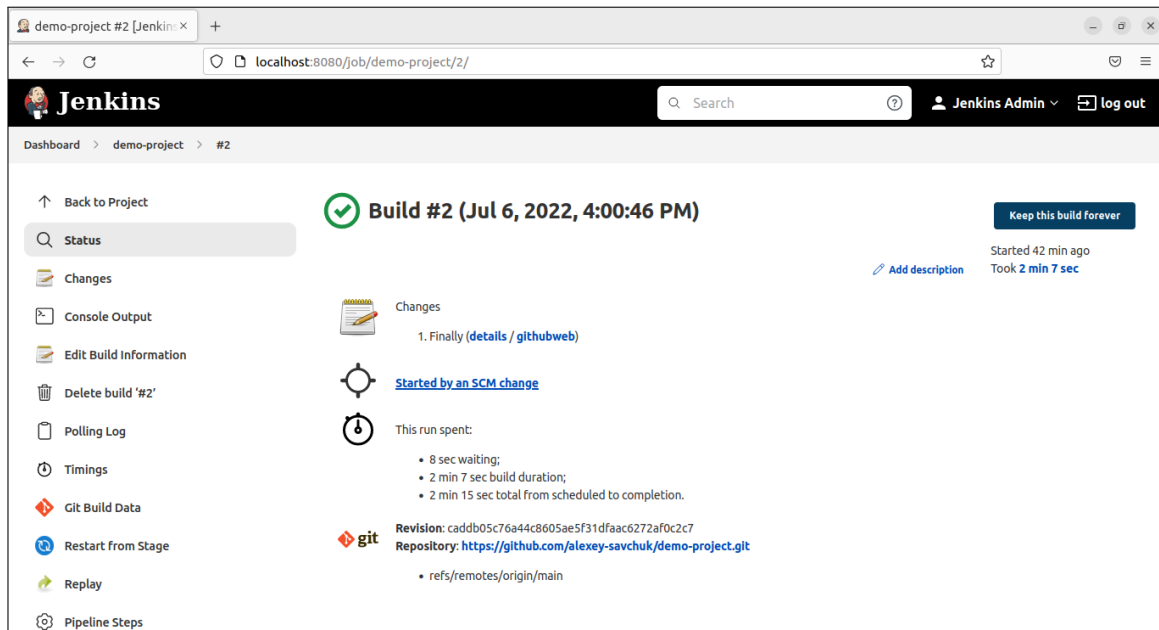 demo-project #2 [Jenkins
localhost:8080/job/demo-project/2/
Jenkins
Search
Jenkins Admin
log out
Dashboard > demo-project > #2
Back to Project
Status
Changes
Console Output
Edit Build Information
Delete build ‘#2’
Polling Log
Timings
Git Build Data
Restart from Stage
Replay
Pipeline Steps
Build #2 (Jul 6, 2022, 4:00:46 PM)
Keep this build forever
Started 42 min ago
Took 2 min 7 sec
Add description
Changes
1. Finally (details / githubweb)
Started by an SCM change
This run spent:
• 8 sec waiting;
• 2 min 7 sec build duration;
• 2 min 15 sec total from scheduled to completion.
git
Revision: caddb05c76a44c8605ae5f31dfaac6272af0c2c7
Repository: https://github.com/alexey-savchuk/demo-project.git
• refs/remotes/origin/main